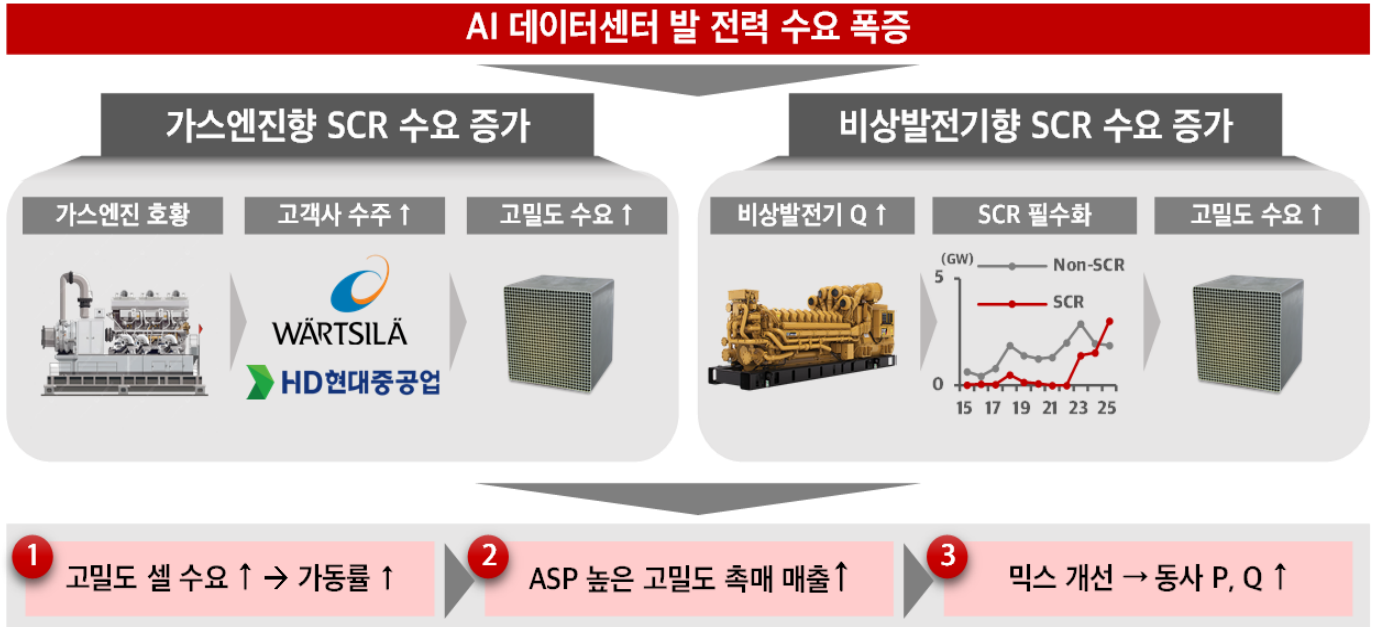 AI 데이터센터 발 전력 수요 폭증
가스엔진향 SCR 수요 증가
가스엔진 호황
고객사 수주 ↑
고밀도 수요 ↑
WÄRTSILÄ
HD현대중공업
비상발전기향 SCR 수요 증가
비상발전기 Q ↑
SCR 필수화
고밀도 수요 ↑
(GW)
5
Non-SCR
SCR
0
15 17 19 21 23 25
1 고밀도 셀 수요 ↑ → 가동률 ↑
2 ASP 높은 고밀도 촉매 매출 ↑
3 믹스 개선 → 동사 P, Q ↑